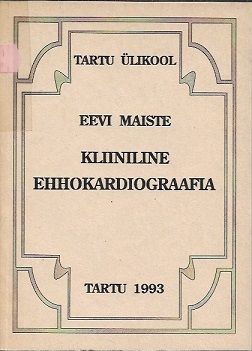 TARTU ÜLIKOOL
EEVI MAISTE
KLIINILINE
EHHOKARDIOGRAAFIA
TARTU 1993